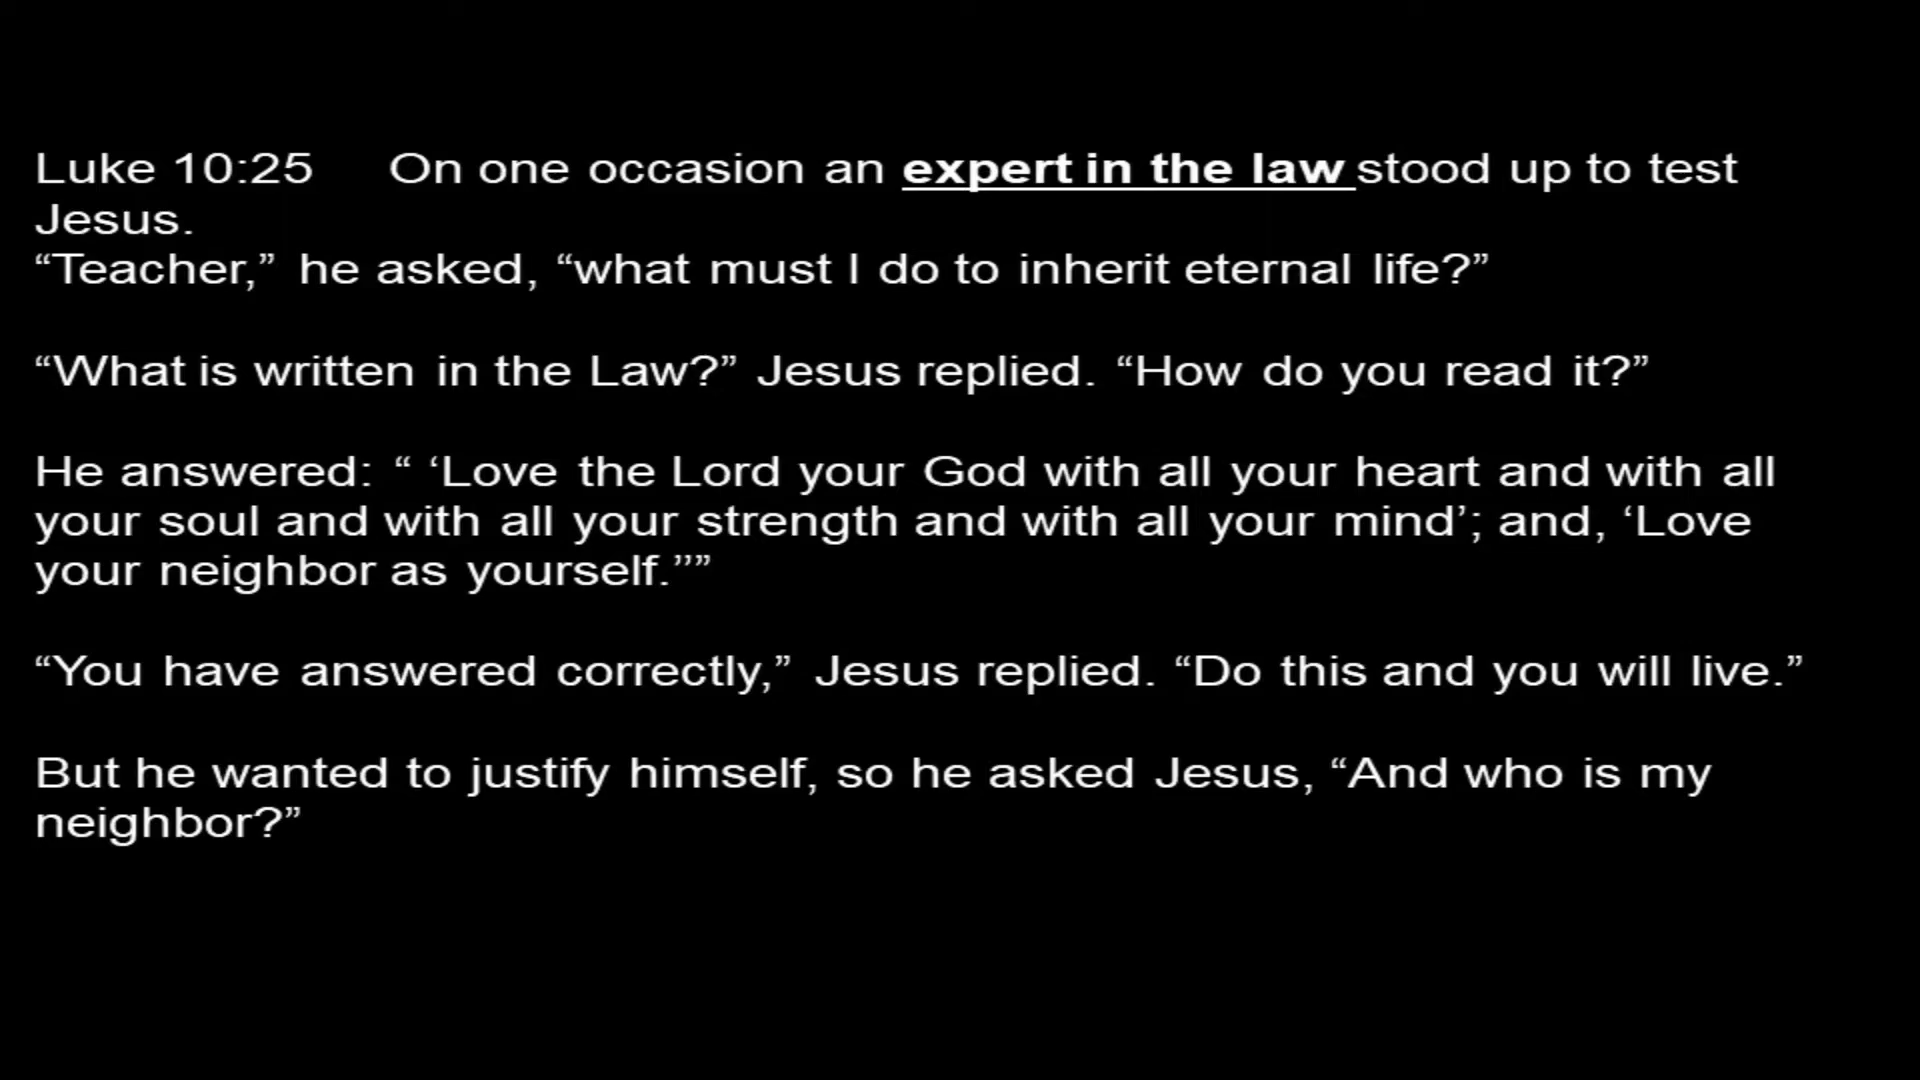 Luke 10:25 On one occasion an expert in the law stood up to test
Jesus.
“Teacher,” he asked, “what must I do to inherit eternal life?”
“What is written in the Law?” Jesus replied. “How do you read it?”
He answered: “ ‘Love the Lord your God with all your heart and with all
your soul and with all your strength and with all your mind’; and, ‘Love
your neighbor as yourself.””
“You have answered correctly,” Jesus replied. “Do this and you will live.”
But he wanted to justify himself, so he asked Jesus, “And who is my
neighbor?”